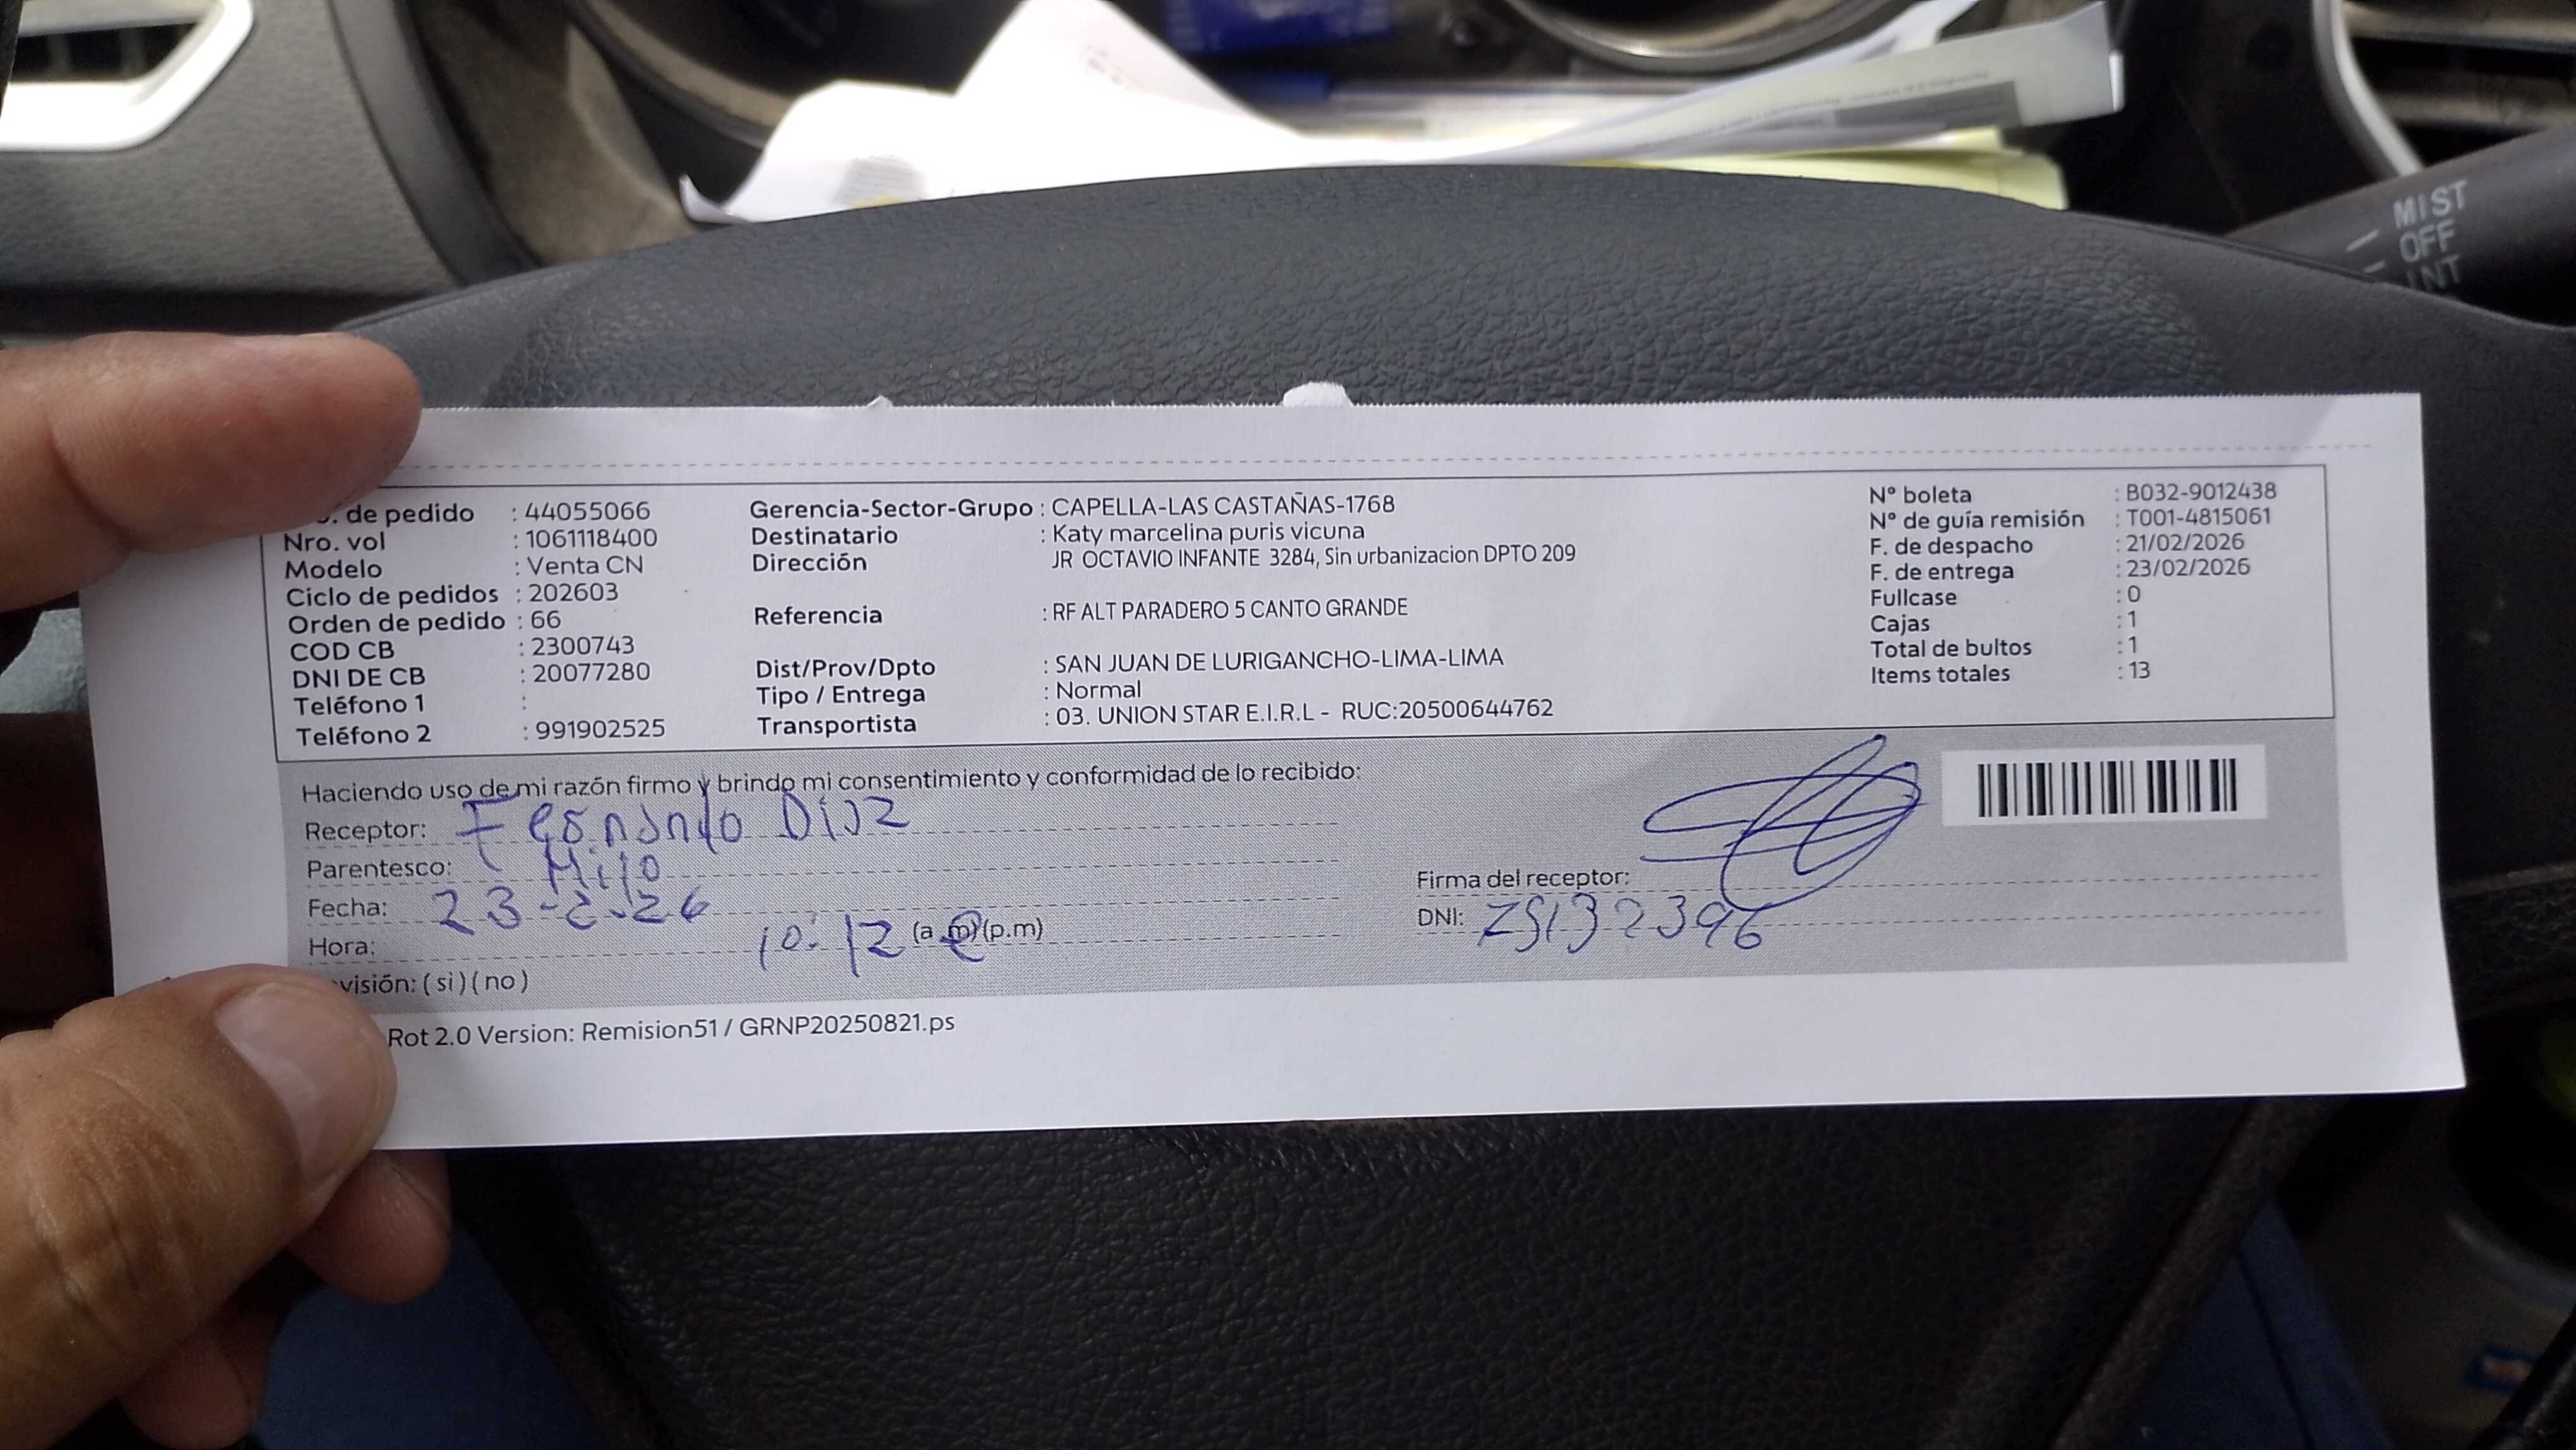 MIST
OFF
INT
. de pedido : 44055066
Nro. vol : 1061118400
Modelo : Venta CN
Ciclo de pedidos : 202603
Orden de pedido : 66
COD CB : 2300743
DNI DE CB : 20077280
Teléfono 1 :
Teléfono 2 : 991902525
Gerencia-Sector-Grupo : CAPELLA-LAS CASTAÑAS-1768
Destinatario : Katy marcelina puris vicuna
Dirección JR OCTAVIO INFANTE 3284, Sin urbanizacion DPTO 209
Referencia : RF ALT PARADERO 5 CANTO GRANDE
Dist/Prov/Dpto : SAN JUAN DE LURIGANCHO-LIMA-LIMA
Tipo / Entrega : Normal
Transportista : 03. UNION STAR E.I.R.L - RUC:20500644762
N° boleta : B032-9012438
N° de guía remisión : T001-4815061
F. de despacho : 21/02/2026
F. de entrega : 23/02/2026
Fullcase : 0
Cajas : 1
Total de bultos : 1
Items totales : 13
Haciendo uso de mi razón firmo y brindo mi consentimiento y conformidad de lo recibido:
Receptor: Fernando Diaz
Parentesco: Hijo
Fecha: 23-2-26
Hora: 10:12 (a.m)(p.m)
visión: (si)(no)
Firma del receptor:
DNI:
Rot 2.0 Version: Remision51 / GRNP20250821.ps